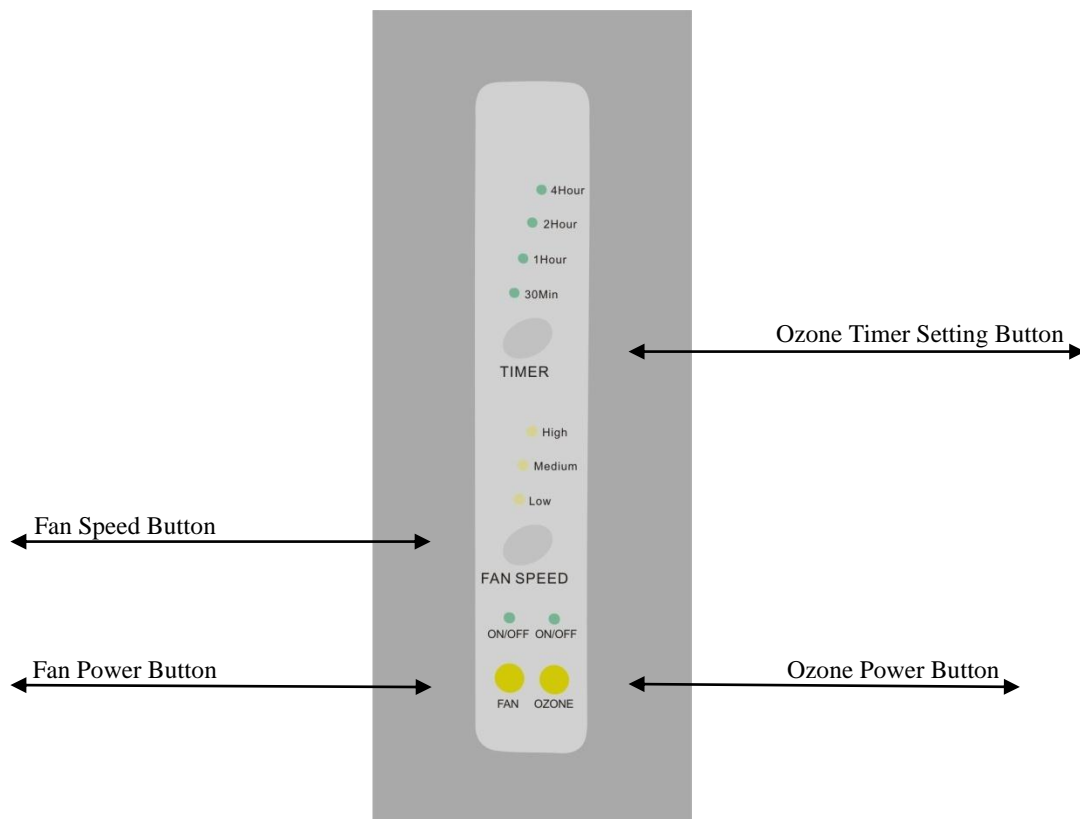 4Hour
2Hour
1Hour
30Min
Ozone Timer Setting Button
TIMER
High
Medium
Low
Fan Speed Button
FAN SPEED
ON/OFF ON/OFF
Fan Power Button
Ozone Power Button
FAN OZONE